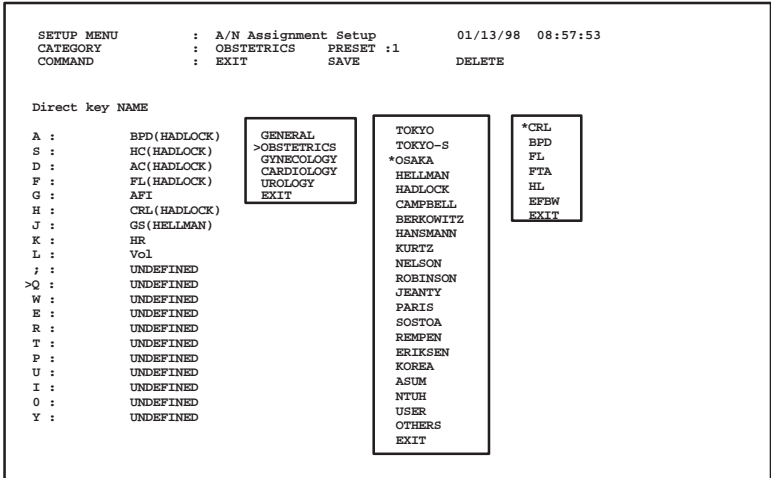 SETUP MENU : A/N Assignment Setup 01/13/98 08:57:53
CATEGORY : OBSTETRICS PRESET :1
COMMAND : EXIT SAVE DELETE
Direct key NAME
A : BPD(HADLOCK)
S : HC(HADLOCK)
D : AC(HADLOCK)
F : FL(HADLOCK)
G : AFI
H : CRL(HADLOCK)
J : GS(HELLMAN)
K : HR
L : Vol
; : UNDEFINED
>Q : UNDEFINED
W : UNDEFINED
E : UNDEFINED
R : UNDEFINED
T : UNDEFINED
P : UNDEFINED
U : UNDEFINED
I : UNDEFINED
0 : UNDEFINED
Y : UNDEFINED
GENERAL
>OBSTETRICS
GYNECOLOGY
CARDIOLOGY
UROLOGY
EXIT
TOKYO
TOKYO-S
*OSAKA
HELLMAN
HADLOCK
CAMPBELL
BERKOWITZ
HANSMANN
KURTZ
NELSON
ROBINSON
JEANTY
PARIS
SOSTOA
REMPEN
ERIKSEN
KOREA
ASUM
NTUH
USER
OTHERS
EXIT
*CRL
BPD
FL
FTA
HL
EFBW
EXIT